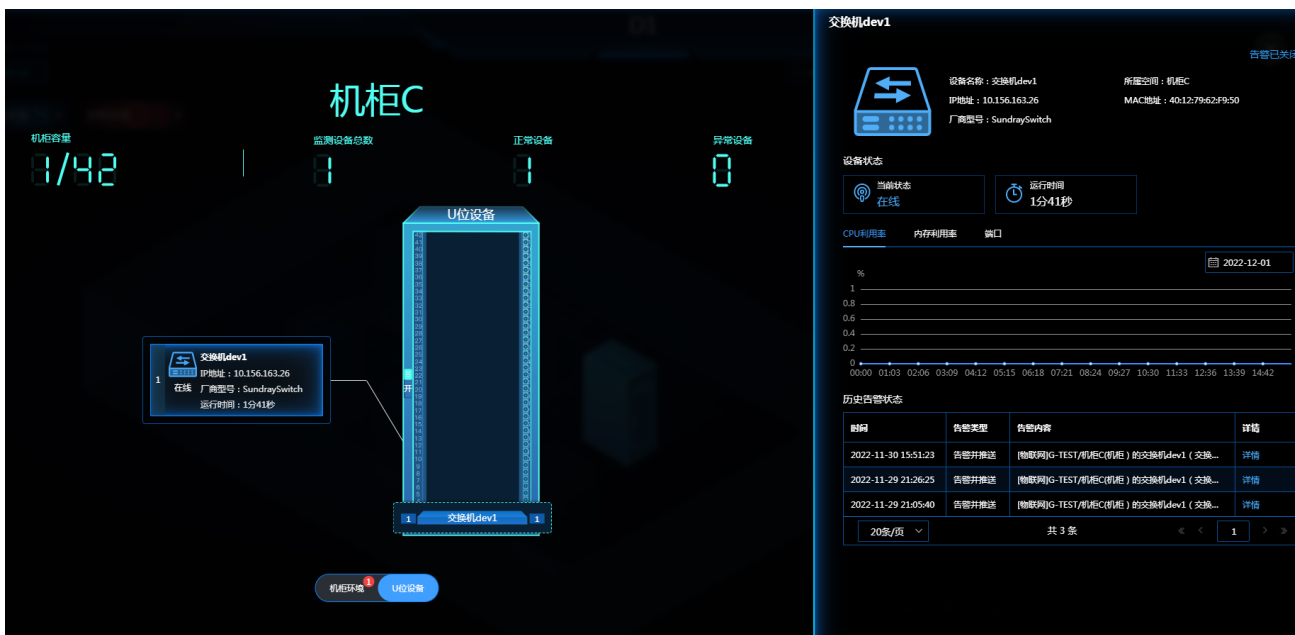 机柜C
机柜容量
监测设备总数
正常设备
异常设备
1/42
1
1
0
U位设备
1
交换机dev1
IP地址：10.156.163.26
在线
厂商型号：SundraySwitch
运行时间：1分41秒
开
1 交换机dev1 1
机柜环境 1
U位设备
交换机dev1
告警已关闭
设备名称：交换机dev1
所属空间：机柜C
IP地址：10.156.163.26
MAC地址：40:12:79:62:F9:50
厂商型号：SundraySwitch
设备状态
当前状态
在线
运行时间
1分41秒
CPU利用率 内存利用率 端口
2022-12-01
%
1
0.8
0.6
0.4
0.2
0
00:00 01:03 02:06 03:09 04:12 05:15 06:18 07:21 08:24 09:27 10:30 11:33 12:36 13:39 14:42
历史告警状态
时间 告警类型 告警内容 详情
2022-11-30 15:51:23 告警并推送 [物联网]G-TEST/机柜C(机柜）的交换机dev1（交换... 详情
2022-11-29 21:26:25 告警并推送 [物联网]G-TEST/机柜C(机柜）的交换机dev1（交换... 详情
2022-11-29 21:05:40 告警并推送 [物联网]G-TEST/机柜C(机柜）的交换机dev1（交换... 详情
20条/页 共 3 条 1